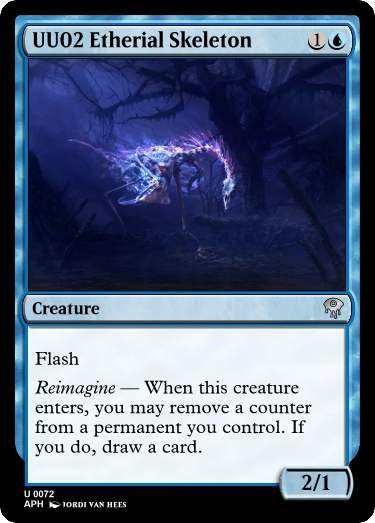 UU02 Etherial Skeleton 1
Creature
Flash
Reimagine — When this creature
enters, you may remove a counter
from a permanent you control. If
you do, draw a card.
2/1
U 0072
APH JORDI VAN HEES